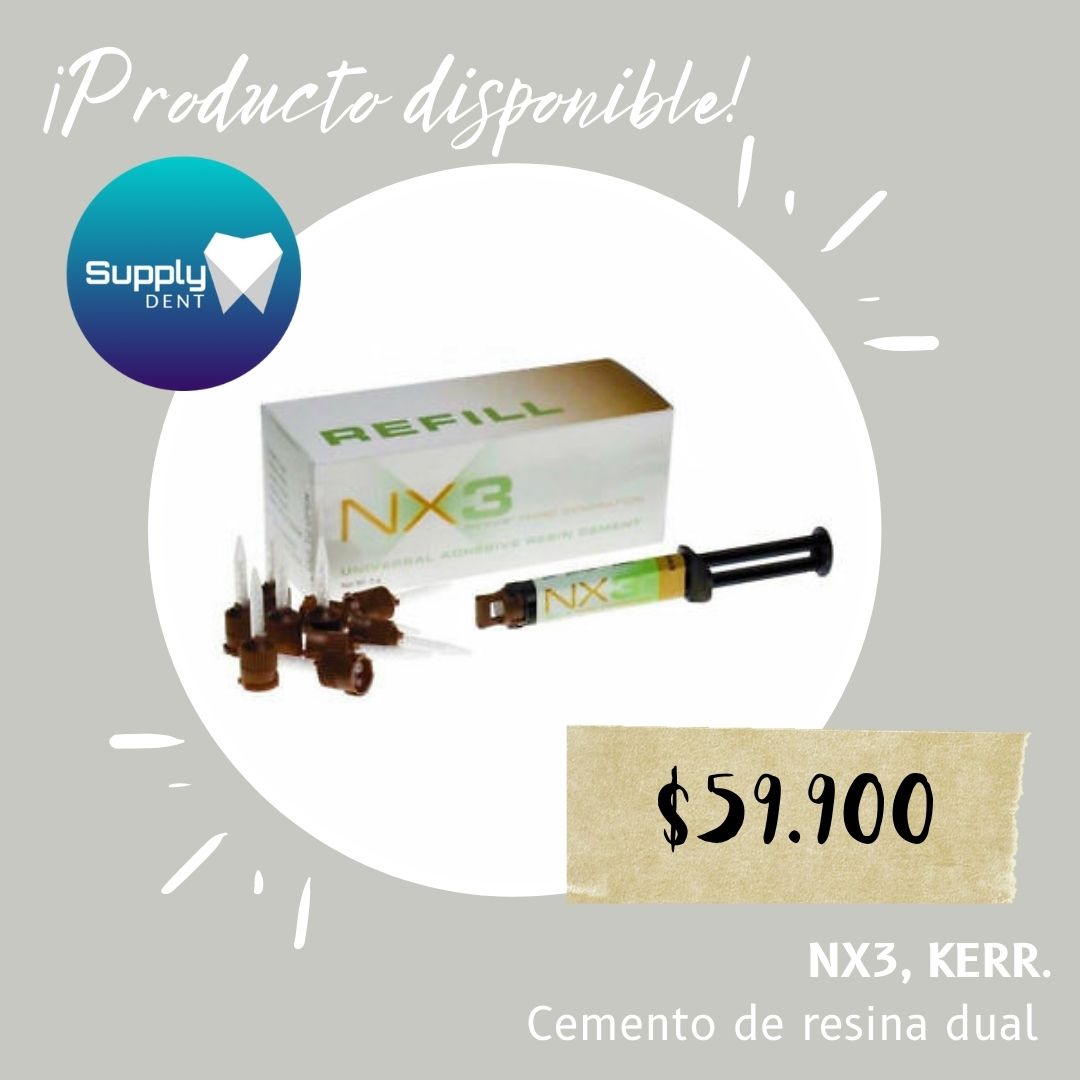 ¡Producto disponible!
Supply
DENT
REFILL
NX3
UNIVERSAL ADHESIVE RESIN CEMENT
NX3
$59.900
NX3, KERR.
Cemento de resina dual